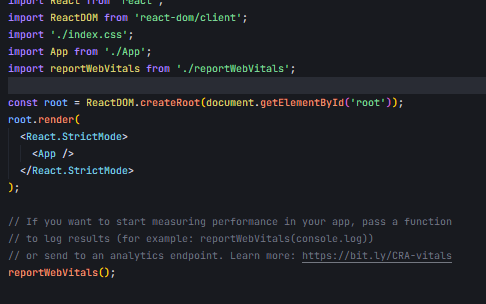 import React from 'react';
import ReactDOM from 'react-dom/client';
import './index.css';
import App from './App';
import reportWebVitals from './reportWebVitals';
const root = ReactDOM.createRoot(document.getElementById('root'));
root.render(
  <React.StrictMode>
    <App />
  </React.StrictMode>
);
// If you want to start measuring performance in your app, pass a function
// to log results (for example: reportWebVitals(console.log))
// or send to an analytics endpoint. Learn more: https://bit.ly/CRA-vitals
reportWebVitals();